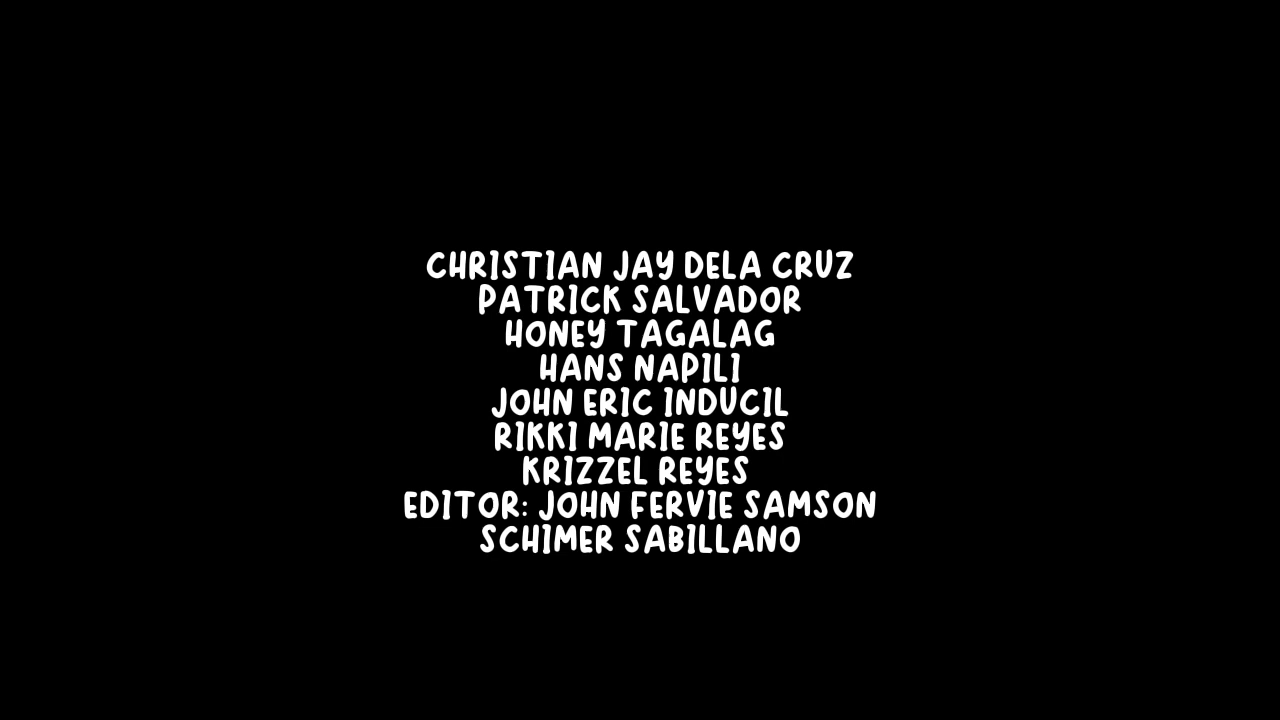 CHRISTIAN JAY DELA CRUZ
PATRICK SALVADOR
HONEY TAGALAG
HANS NAPILI
JOHN ERIC INDUCIL
RIKKI MARIE REYES
KRIZZEL REYES
EDITOR: JOHN FERVIE SAMSON
SCHIMER SABILLANO